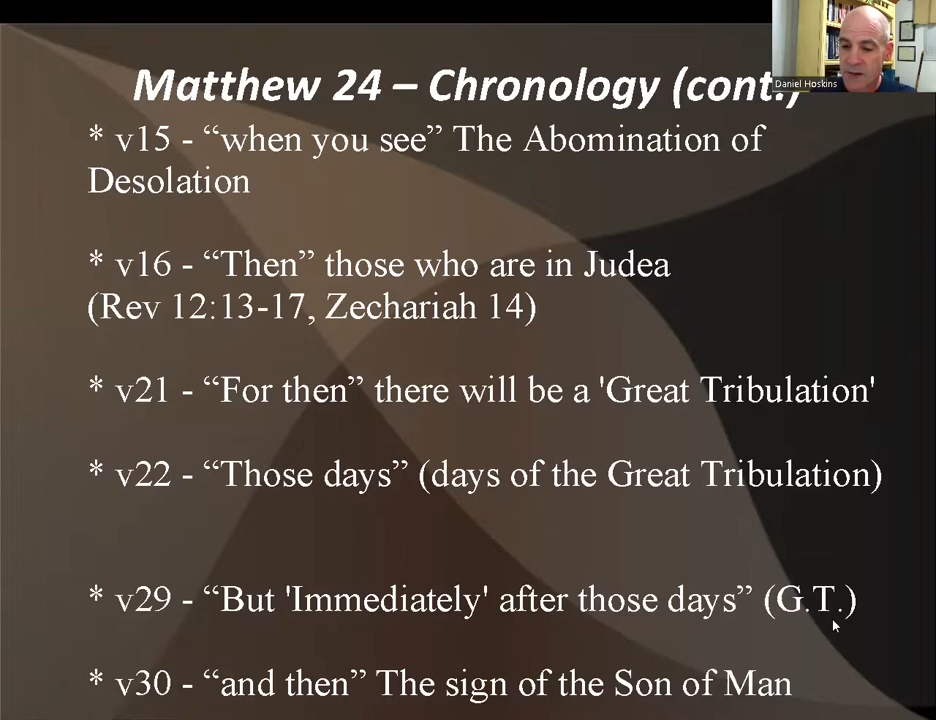 Matthew 24 – Chronology (cont.)
Daniel Hoskins
* v15 - “when you see” The Abomination of
Desolation
* v16 - “Then” those who are in Judea
(Rev 12:13-17, Zechariah 14)
* v21 - “For then” there will be a 'Great Tribulation'
* v22 - “Those days” (days of the Great Tribulation)
* v29 - “But 'Immediately' after those days” (G.T.)
* v30 - “and then” The sign of the Son of Man